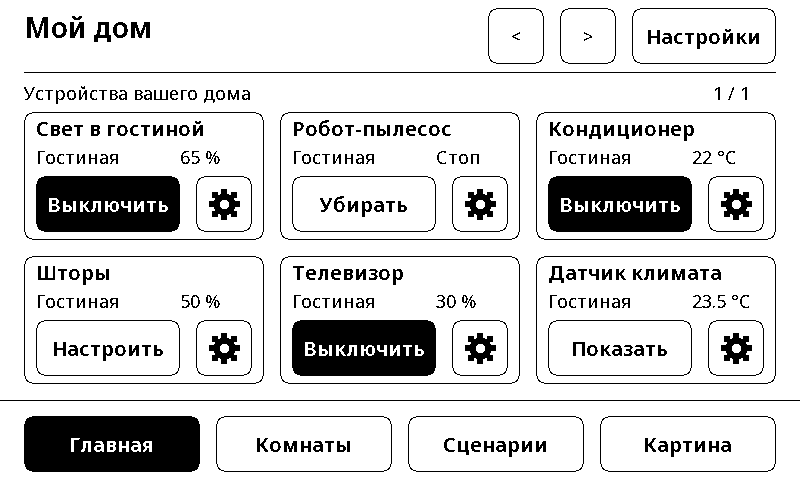 Мой дом < > Настройки
Устройства вашего дома 1 / 1
Свет в гостиной
Гостиная 65 %
Выключить
Робот-пылесос
Гостиная Стоп
Убирать
Кондиционер
Гостиная 22 °C
Выключить
Шторы
Гостиная 50 %
Настроить
Телевизор
Гостиная 30 %
Выключить
Датчик климата
Гостиная 23.5 °C
Показать
Главная Комнаты Сценарии Картина